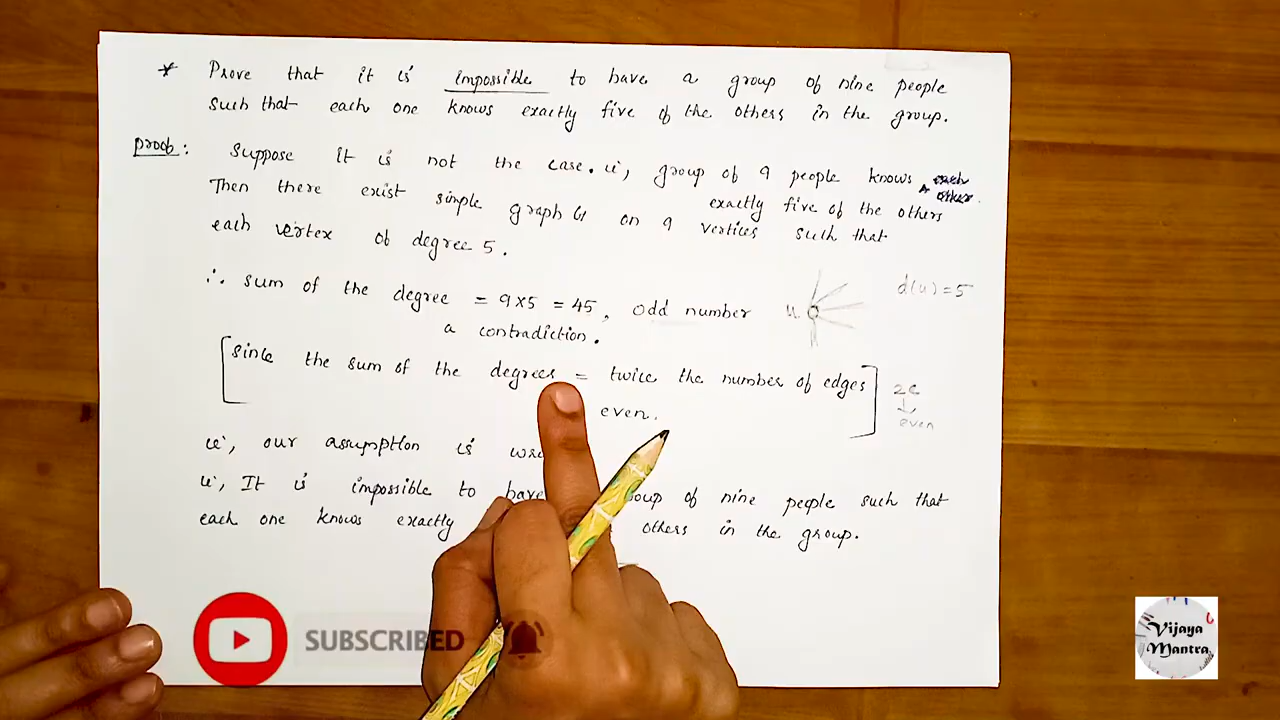 * Prove that it is impossible to have a group of nine people
such that each one knows exactly five of the others in the group.
Proof: Suppose it is not the case. ie, group of 9 people knows each other.
exactly five of the others
Then there exist simple graph G on 9 vertices such that
each vertex of degree 5.
∴ sum of the degree = 9×5 = 45, odd number
a contradiction.
u d(u) = 5
[since the sum of the degrees = twice the number of edges
even.]
2e
↓
even
ie, our assumption is
ie, It is impossible to have of nine people such that
each one knows exactly others in the group.
SUBSCRIBED
Vijaya
Mantra